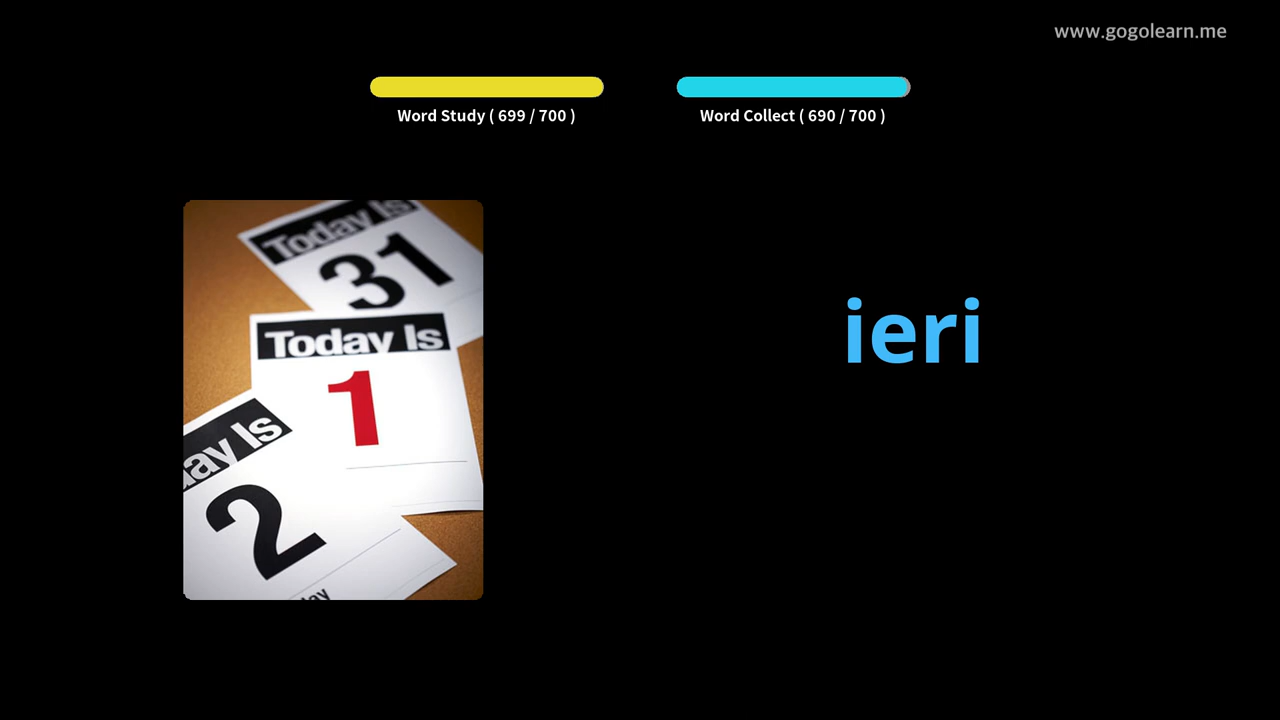 www.gogolearn.me
Word Study ( 699 / 700 )
Word Collect ( 690 / 700 )
Today Is
31
Today Is
1
ay Is
2
ieri